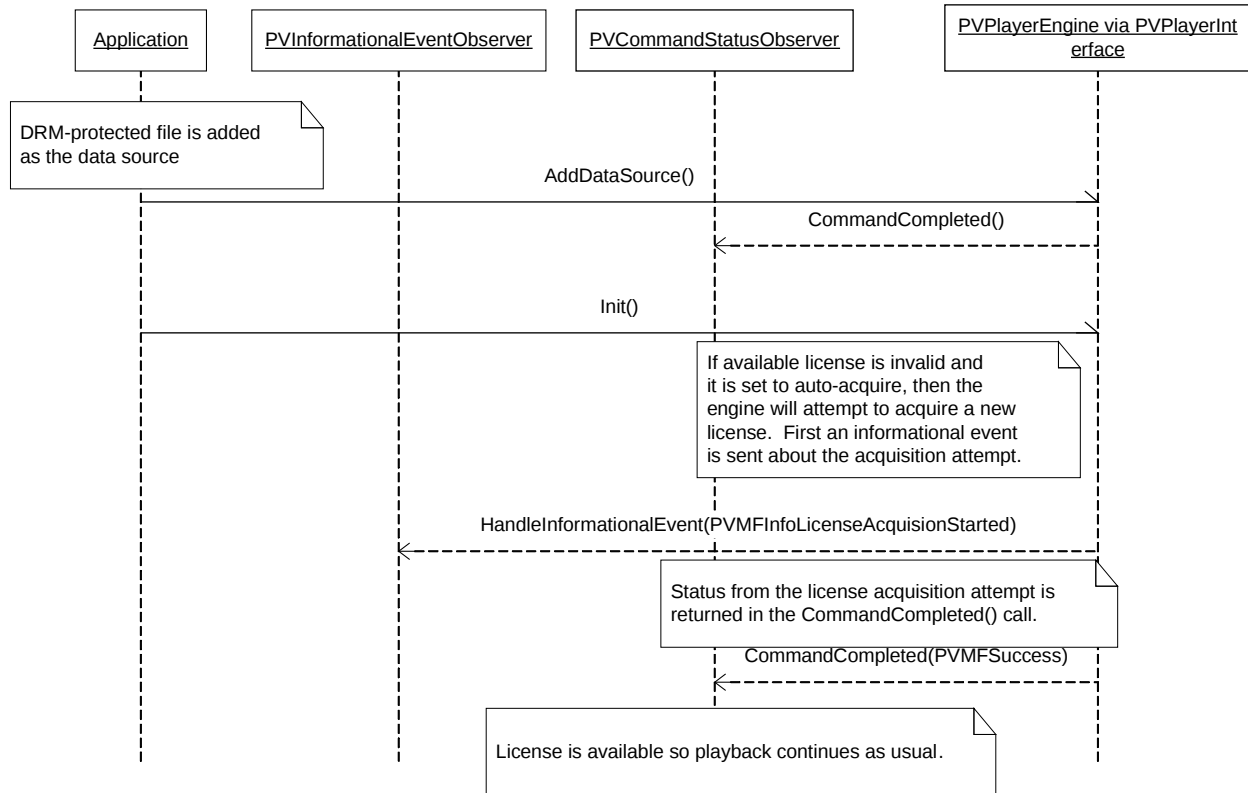 Application
PVInformationalEventObserver
PVCommandStatusObserver
PVPlayerEngine via PVPlayerInt
erface
DRM-protected file is added
as the data source
AddDataSource()
CommandCompleted()
Init()
If available license is invalid and
it is set to auto-acquire, then the
engine will attempt to acquire a new
license.  First an informational event
is sent about the acquisition attempt.
HandleInformationalEvent(PVMFInfoLicenseAcquisionStarted)
Status from the license acquisition attempt is
returned in the CommandCompleted() call.
CommandCompleted(PVMFSuccess)
License is available so playback continues as usual.